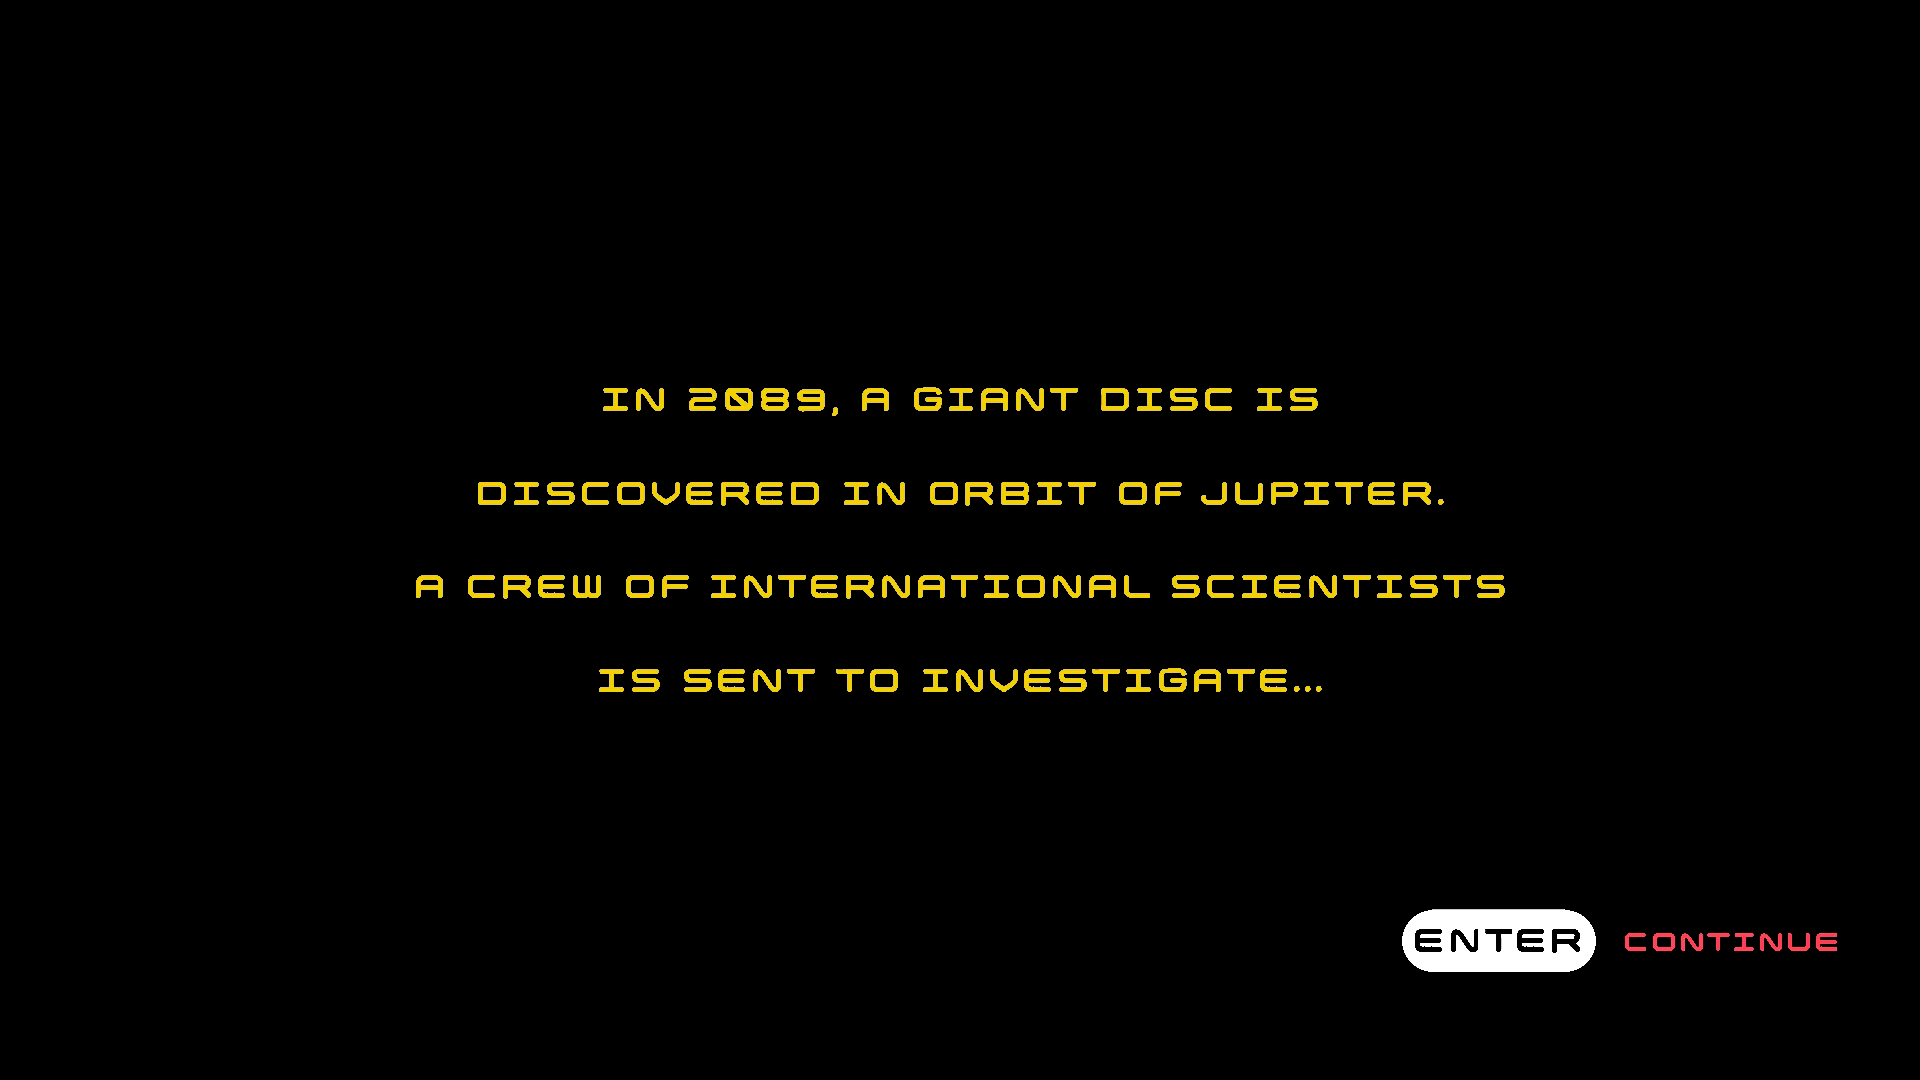 IN 2089, A GIANT DISC IS
DISCOVERED IN ORBIT OF JUPITER.
A CREW OF INTERNATIONAL SCIENTISTS
IS SENT TO INVESTIGATE...
ENTER CONTINUE